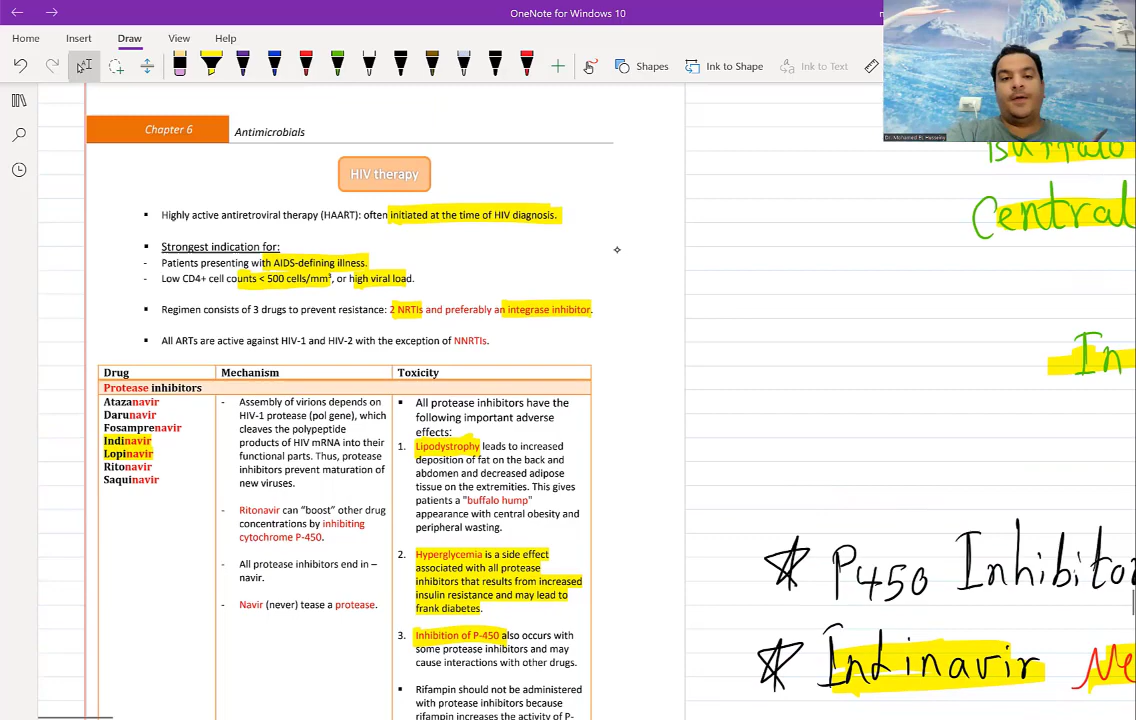 OneNote for Windows 10
Home Insert Draw View Help
Shapes Ink to Shape Ink to Text
Dr. Mohamed EL Husseiny
Chapter 6 Antimicrobials
HIV therapy
▪ Highly active antiretroviral therapy (HAART): often initiated at the time of HIV diagnosis.
▪ Strongest indication for:
- Patients presenting with AIDS-defining illness.
- Low CD4+ cell counts < 500 cells/mm³, or high viral load.
▪ Regimen consists of 3 drugs to prevent resistance: 2 NRTIs and preferably an integrase inhibitor.
▪ All ARTs are active against HIV-1 and HIV-2 with the exception of NNRTIs.
Drug Mechanism Toxicity
Protease inhibitors
Atazanavir
Darunavir
Fosamprenavir
Indinavir
Lopinavir
Ritonavir
Saquinavir
- Assembly of virions depends on
HIV-1 protease (pol gene), which
cleaves the polypeptide
products of HIV mRNA into their
functional parts. Thus, protease
inhibitors prevent maturation of
new viruses.
- Ritonavir can “boost” other drug
concentrations by inhibiting
cytochrome P-450.
- All protease inhibitors end in –
navir.
- Navir (never) tease a protease.
▪ All protease inhibitors have the
following important adverse
effects:
1. Lipodystrophy leads to increased
deposition of fat on the back and
abdomen and decreased adipose
tissue on the extremities. This gives
patients a "buffalo hump"
appearance with central obesity and
peripheral wasting.
2. Hyperglycemia is a side effect
associated with all protease
inhibitors that results from increased
insulin resistance and may lead to
frank diabetes.
3. Inhibition of P-450 also occurs with
some protease inhibitors and may
cause interactions with other drugs.
▪ Rifampin should not be administered
with protease inhibitors because
rifampin increases the activity of P-
Buffalo
Central
In
P450 Inhibito
Indinavir Ne